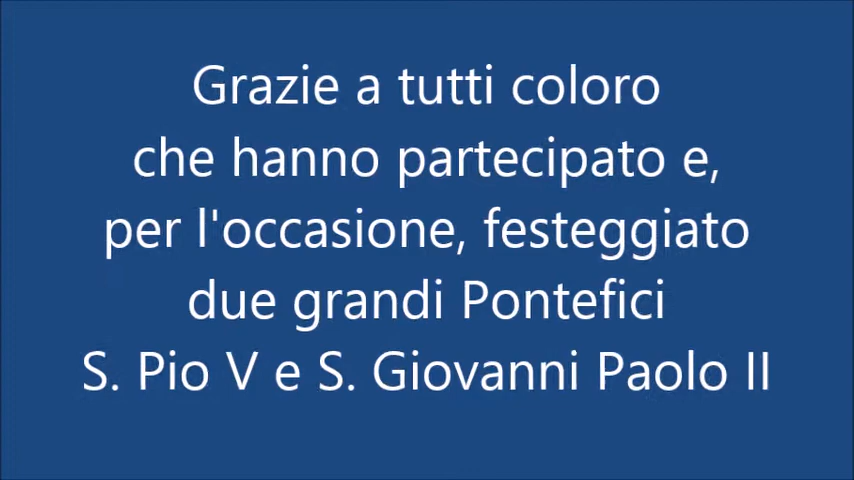 Grazie a tutti coloro
che hanno partecipato e,
per l'occasione, festeggiato
due grandi Pontefici
S. Pio V e S. Giovanni Paolo II